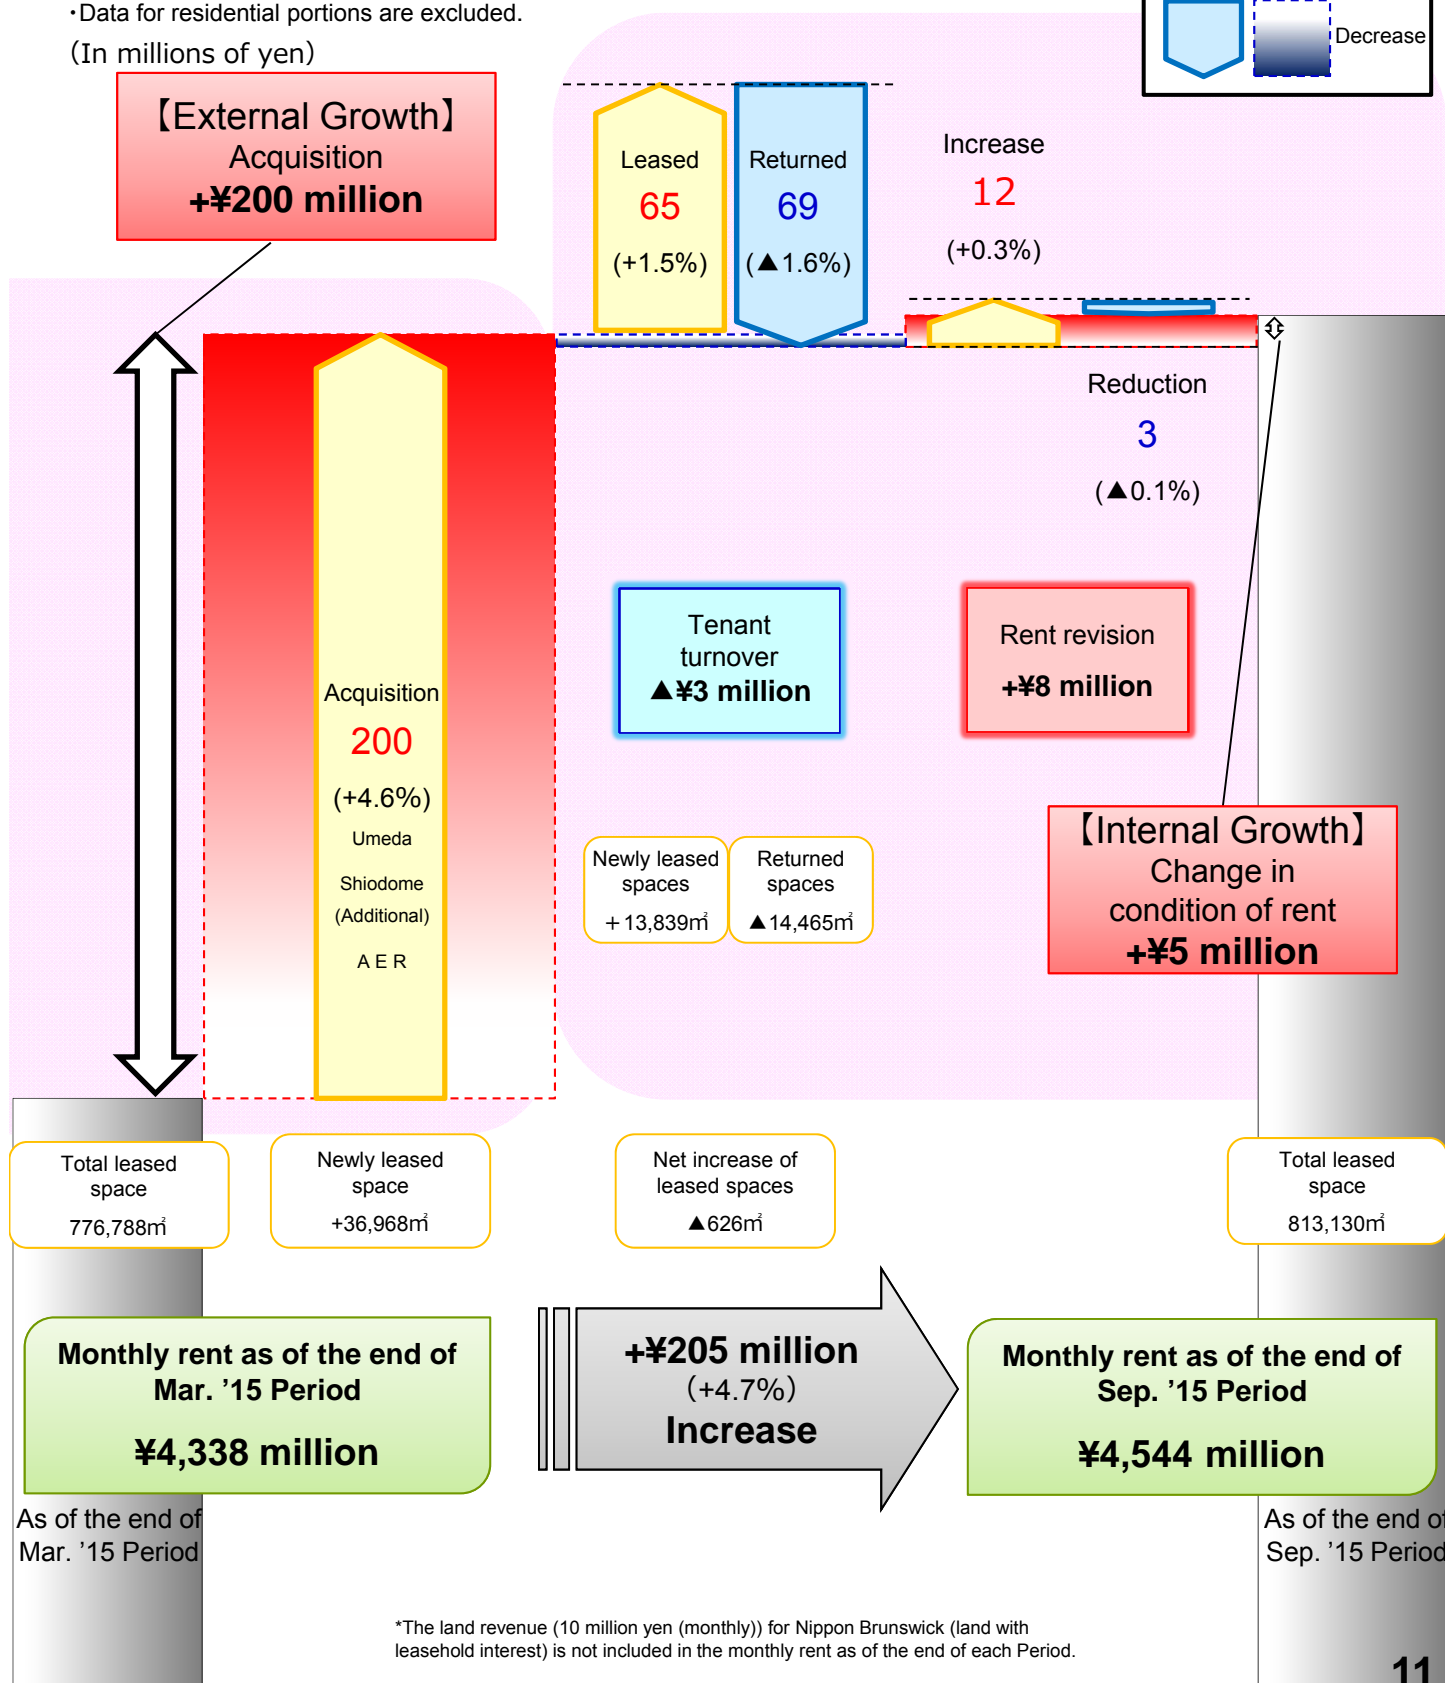 ・Data for residential portions are excluded.
（In millions of yen）
Decrease
【External Growth】
Acquisition
+¥200 million
Leased
65
(+1.5%)
Returned
69
(▲1.6%)
Increase
12
(+0.3%)
Reduction
3
(▲0.1%)
Acquisition
200
(+4.6%)
Umeda
Shiodome
(Additional)
A E R
Tenant
turnover
▲¥3 million
Rent revision
+¥8 million
Newly leased
spaces
＋13,839㎡
Returned
spaces
▲14,465㎡
【Internal Growth】
Change in
condition of rent
+¥5 million
Total leased
space
776,788㎡
Newly leased
space
+36,968㎡
Net increase of
leased spaces
▲626㎡
Total leased
space
813,130㎡
Monthly rent as of the end of
Mar. ’15 Period
¥4,338 million
+¥205 million
（+4.7%）
Increase
Monthly rent as of the end of
Sep. ’15 Period
¥4,544 million
As of the end of
Mar. ’15 Period
As of the end of
Sep. ’15 Period
*The land revenue (10 million yen (monthly)) for Nippon Brunswick (land with
leasehold interest) is not included in the monthly rent as of the end of each Period.
11